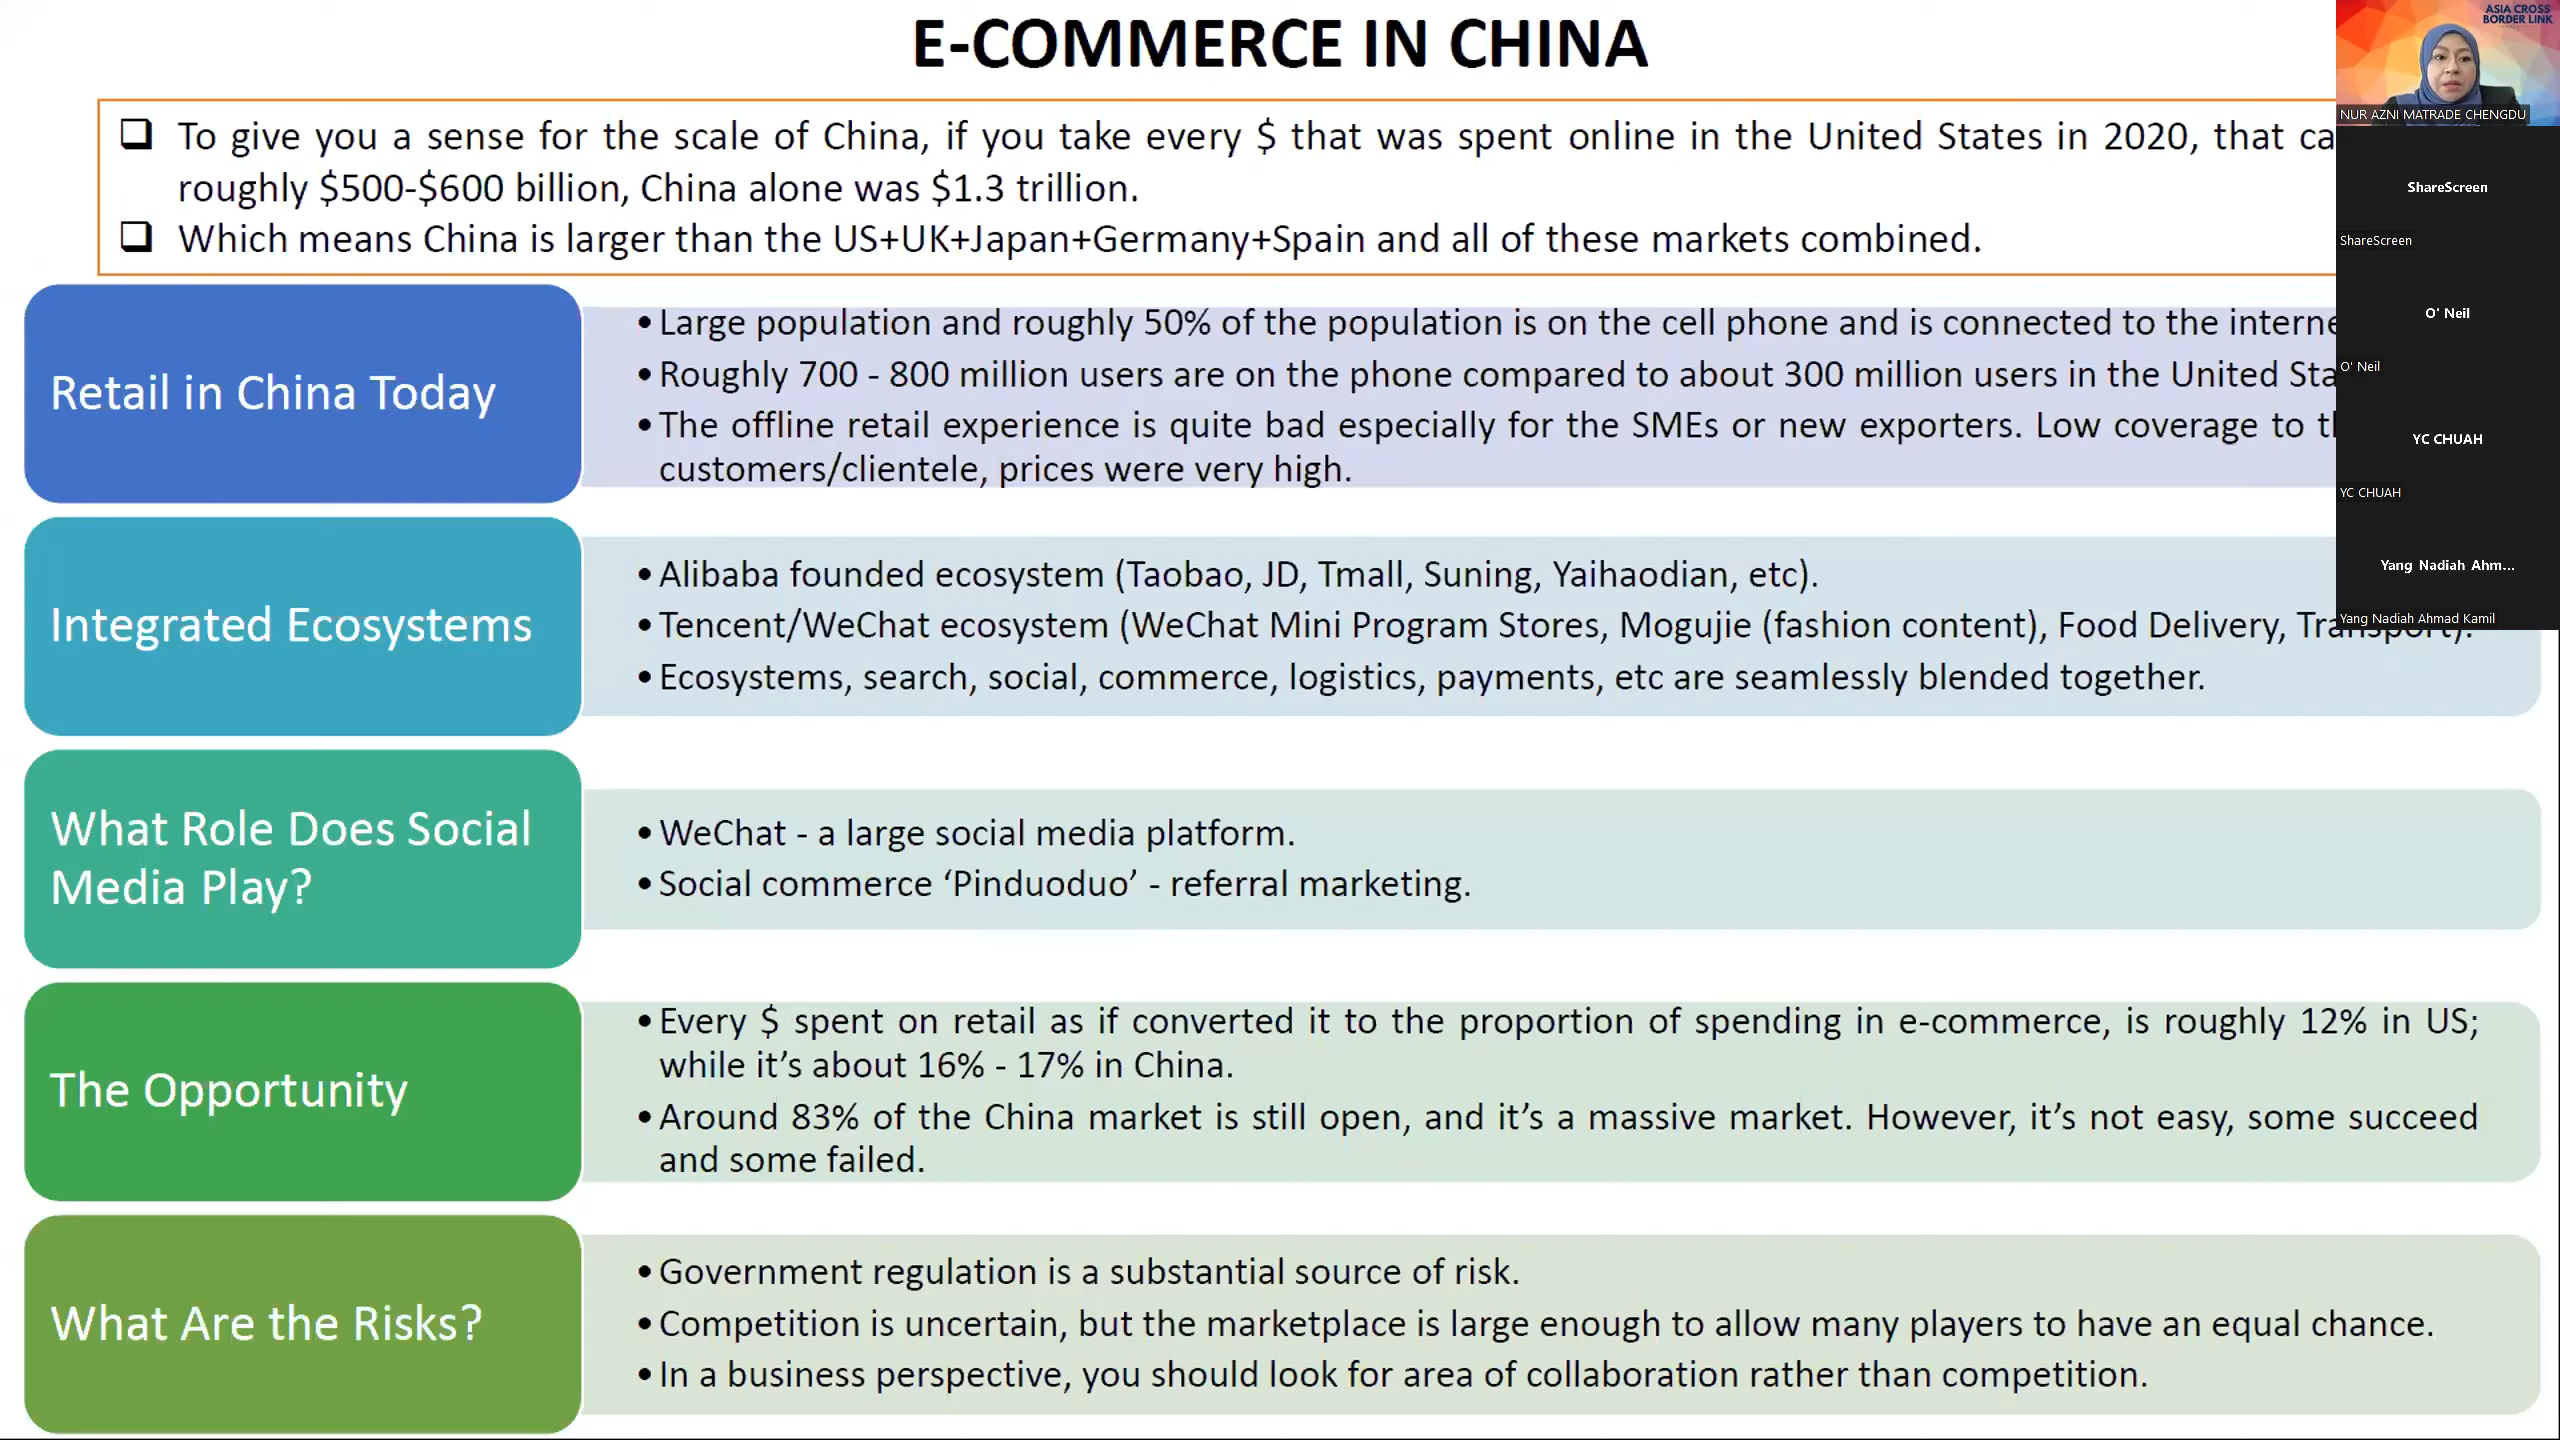 E-COMMERCE IN CHINA
❑ To give you a sense for the scale of China, if you take every $ that was spent online in the United States in 2020, that
roughly $500-$600 billion, China alone was $1.3 trillion.
❑ Which means China is larger than the US+UK+Japan+Germany+Spain and all of these markets combined.
Retail in China Today
• Large population and roughly 50% of the population is on the cell phone and is connected to the
• Roughly 700 - 800 million users are on the phone compared to about 300 million users in the United
• The offline retail experience is quite bad especially for the SMEs or new exporters. Low coverage to
customers/clientele, prices were very high.
Integrated Ecosystems
• Alibaba founded ecosystem (Taobao, JD, Tmall, Suning, Yaihaodian, etc).
• Tencent/WeChat ecosystem (WeChat Mini Program Stores, Mogujie (fashion content), Food Delivery, Transport).
• Ecosystems, search, social, commerce, logistics, payments, etc are seamlessly blended together.
What Role Does Social
Media Play?
• WeChat - a large social media platform.
• Social commerce ‘Pinduoduo’ - referral marketing.
The Opportunity
• Every $ spent on retail as if converted it to the proportion of spending in e-commerce, is roughly 12% in US;
while it’s about 16% - 17% in China.
• Around 83% of the China market is still open, and it’s a massive market. However, it’s not easy, some succeed
and some failed.
What Are the Risks?
• Government regulation is a substantial source of risk.
• Competition is uncertain, but the marketplace is large enough to allow many players to have an equal chance.
• In a business perspective, you should look for area of collaboration rather than competition.
ASIA CROSS
BORDER LINK
NUR AZNI MATRADE CHENGDU
ShareScreen
ShareScreen
O' Neil
O' Neil
YC CHUAH
YC CHUAH
Yang Nadiah Ahm...
Yang Nadiah Ahmad Kamil